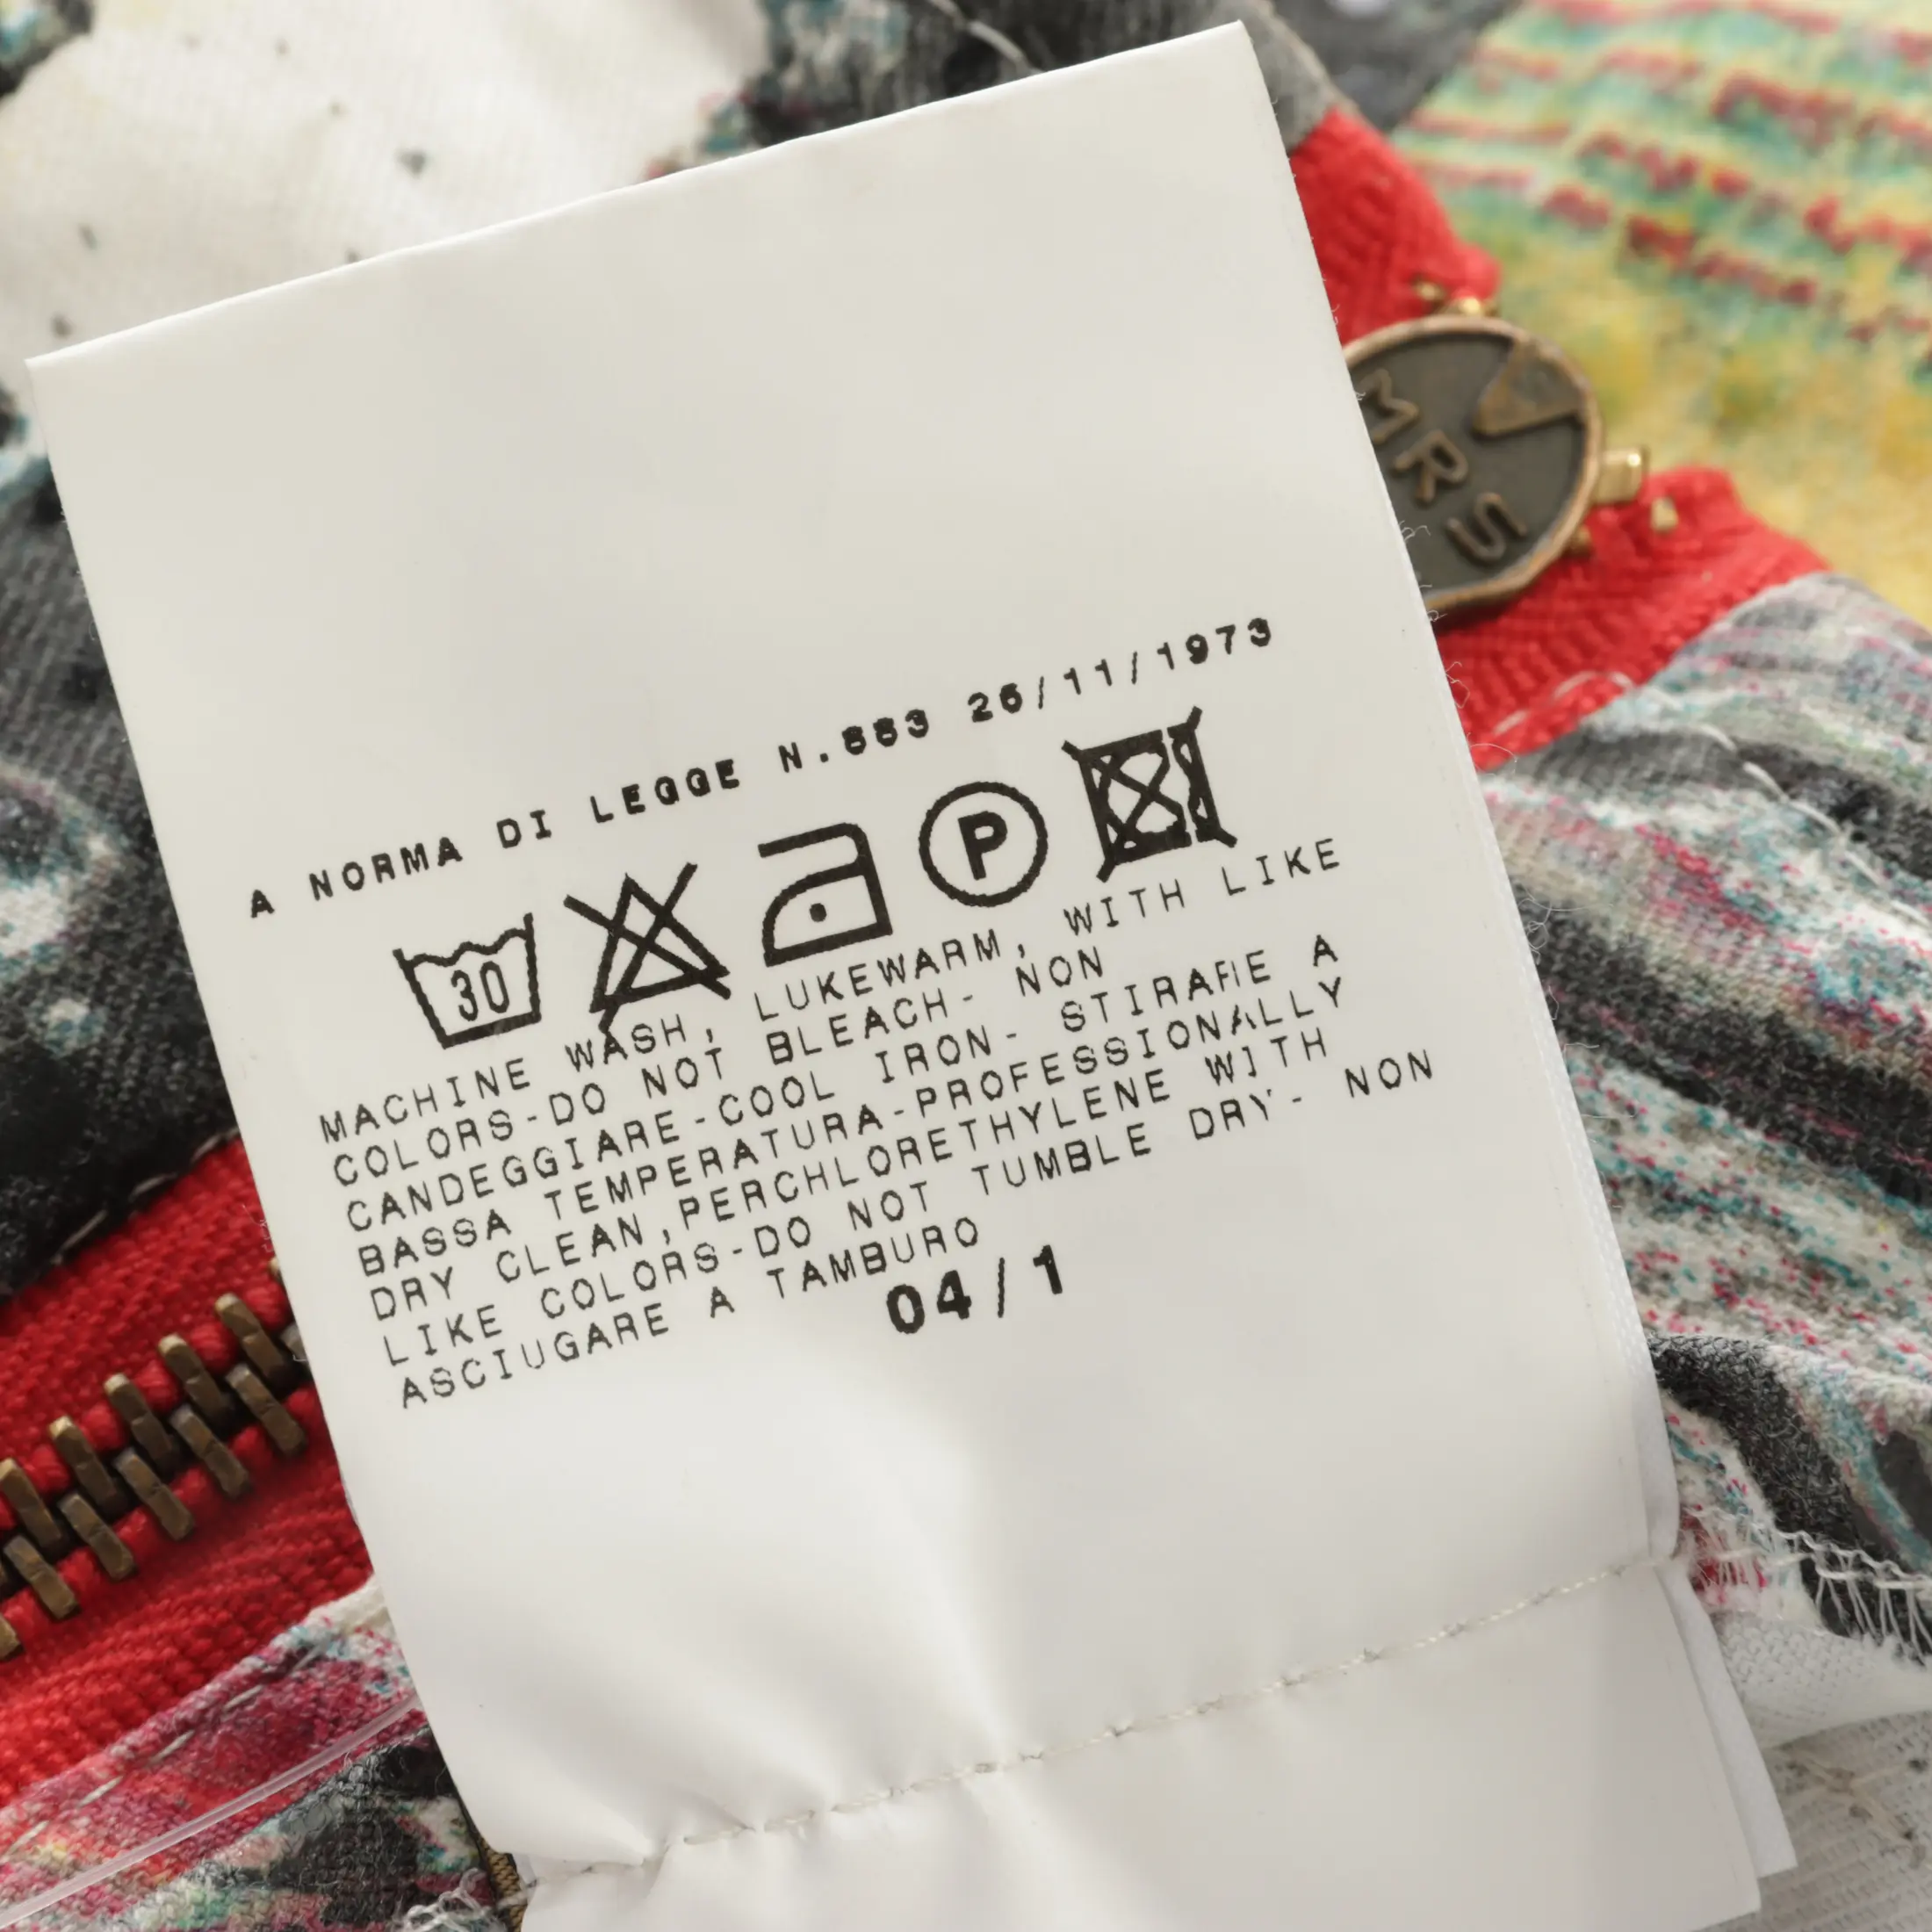 A NORMA DI LEGGE N.883 26/11/1973
30
P
MACHINE WASH, LUKEWARM, WITH LIKE
COLORS-DO NOT BLEACH- NON
CANDEGGIARE-COOL IRON- STIRARE A
BASSA TEMPERATURA-PROFESSIONALLY
DRY CLEAN,PERCHLORETHYLENE WITH
LIKE COLORS-DO NOT TUMBLE DRY- NON
ASCIUGARE A TAMBURO
04/1
MRS